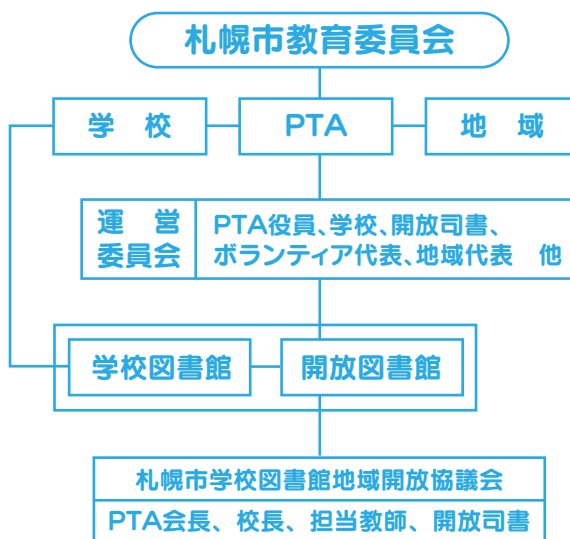 札幌市教育委員会
学 校
PTA
地 域
運 営
委員会
PTA役員、学校、開放司書、
ボランティア代表、地域代表 他
学校図書館
開放図書館
札幌市学校図書館地域開放協議会
PTA会長、校長、担当教師、開放司書